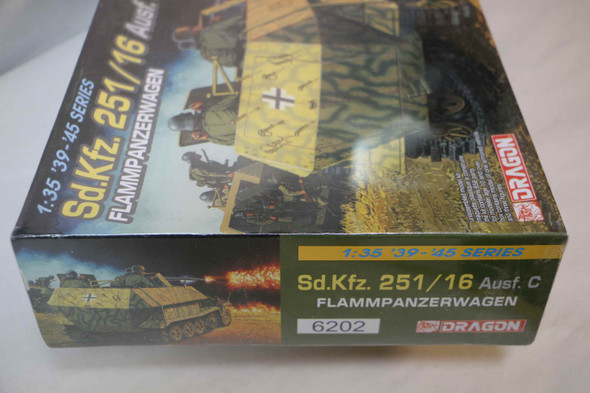 1:35 '39-'45 SERIES
Sd.Kfz. 251/16 Ausf. C
FLAMMPANZERWAGEN
DRAGON
1:35 '39-'45 SERIES
Sd.Kfz. 251/16 Ausf. C
FLAMMPANZERWAGEN
6202
DRAGON